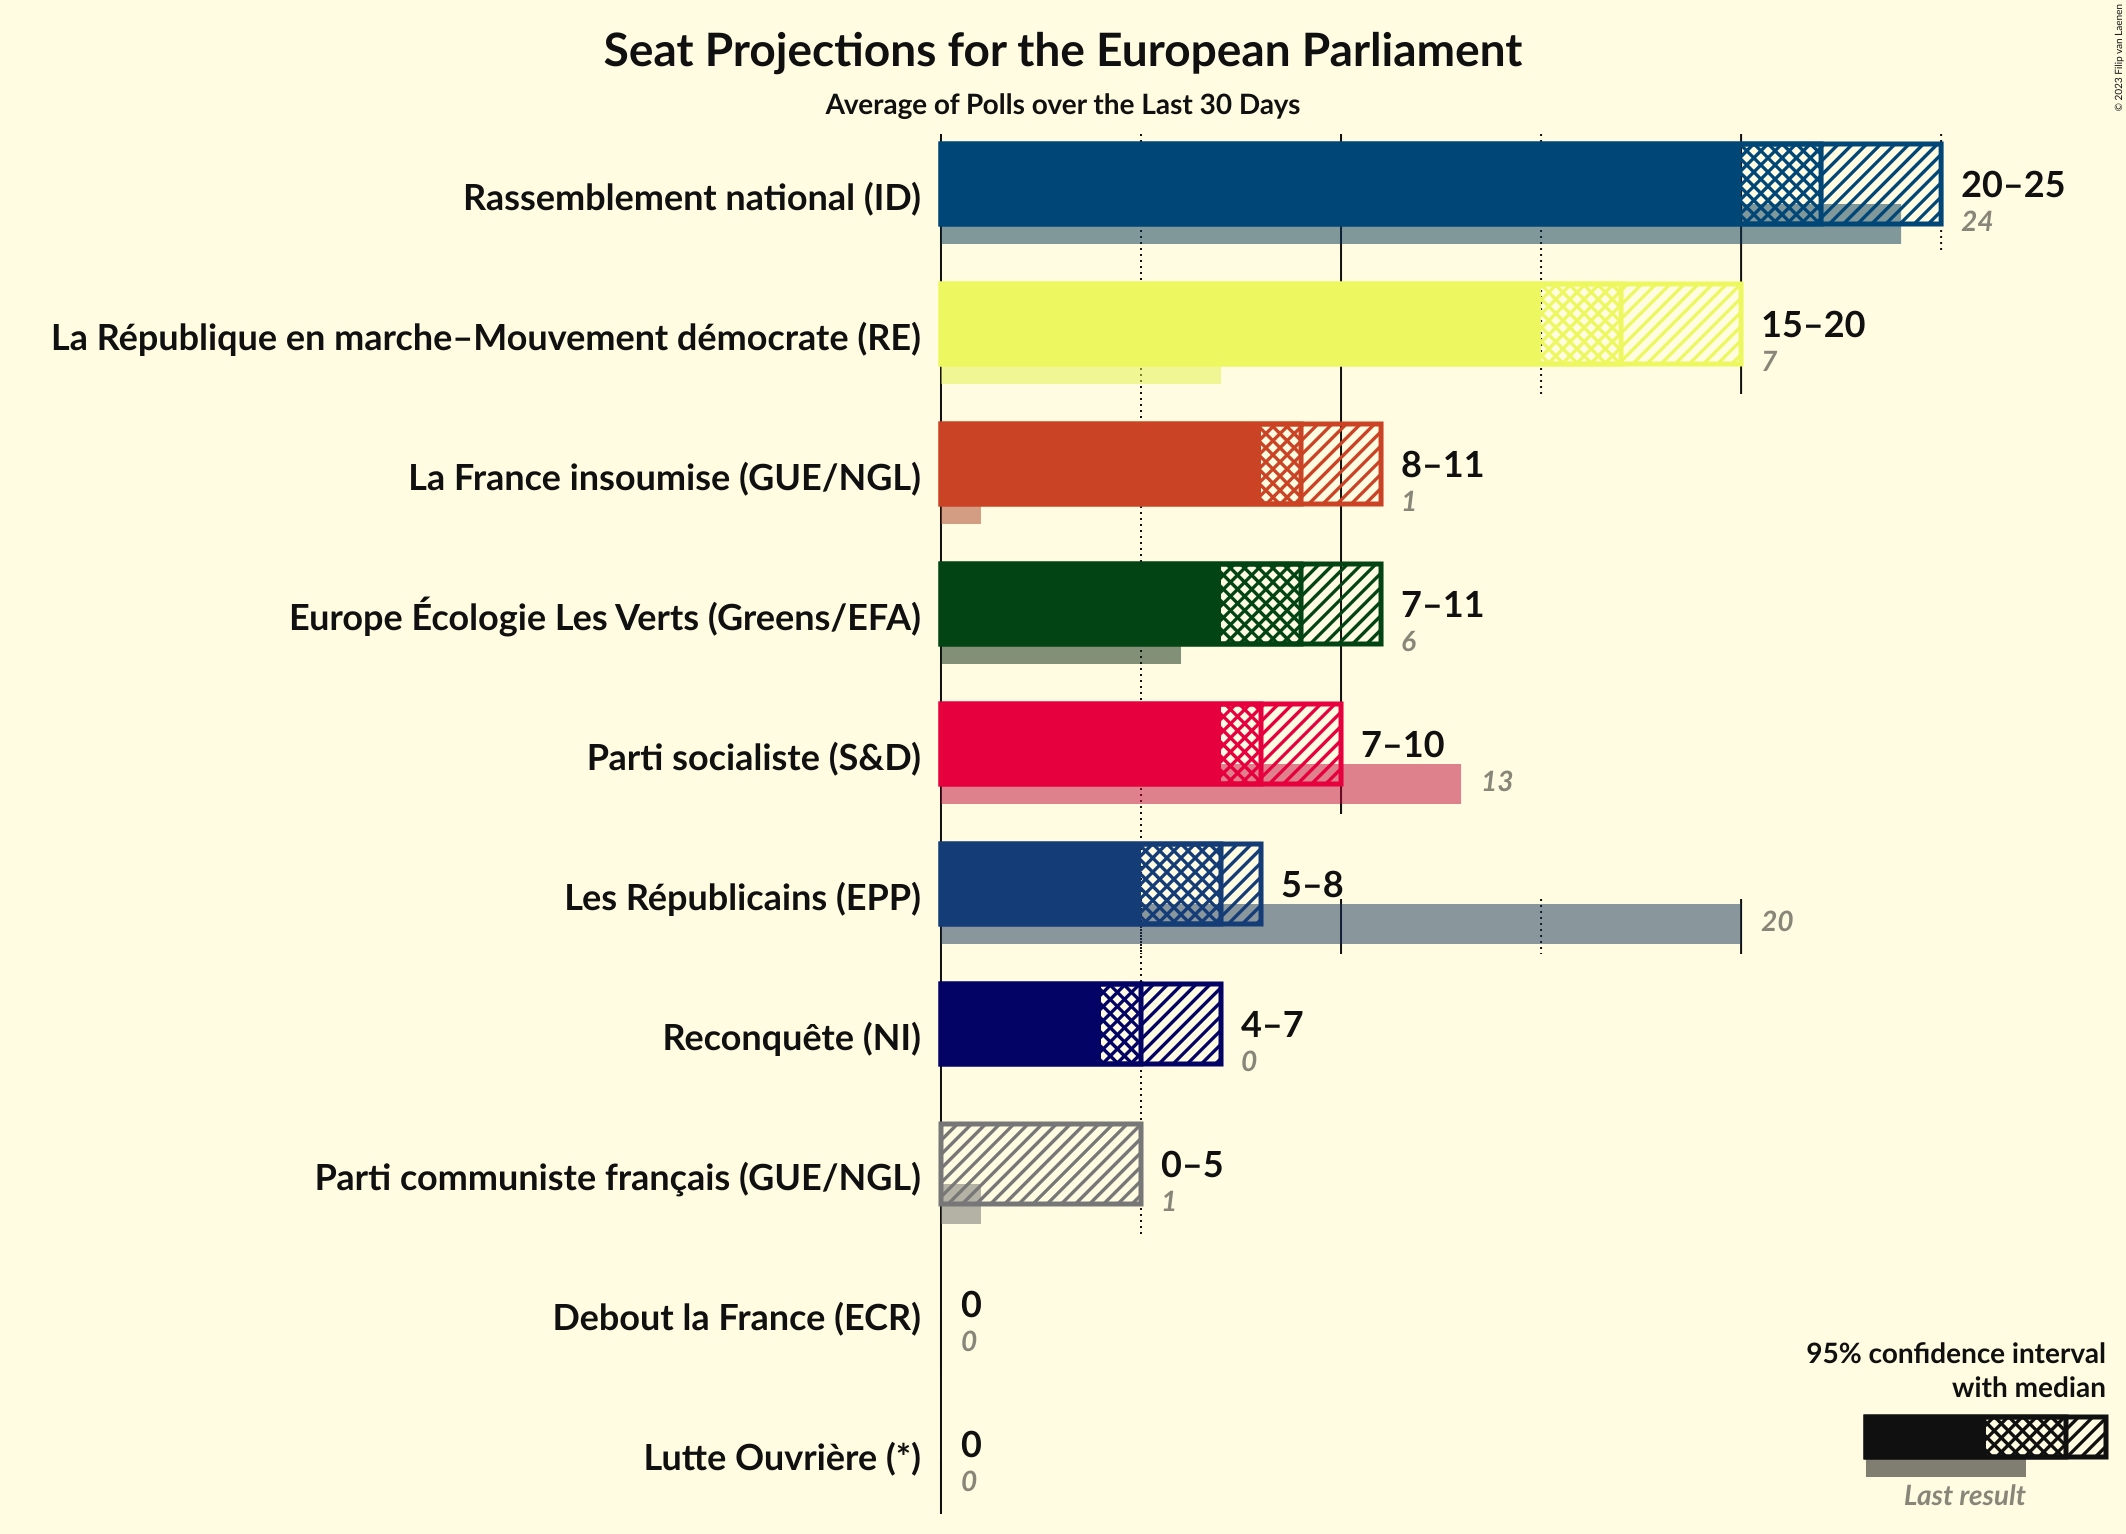 Seat Projections for the European Parliament
Average of Polls over the Last 30 Days
© 2023 Filip van Laenen
Rassemblement national (ID)
20–25
24
La République en marche–Mouvement démocrate (RE)
15–20
7
La France insoumise (GUE/NGL)
8–11
1
Europe Écologie Les Verts (Greens/EFA)
7–11
6
Parti socialiste (S&D)
7–10
13
Les Républicains (EPP)
5–8
20
Reconquête (NI)
4–7
0
Parti communiste français (GUE/NGL)
0–5
1
Debout la France (ECR)
0
0
Lutte Ouvrière (*)
0
0
95% confidence interval
with median
Last result